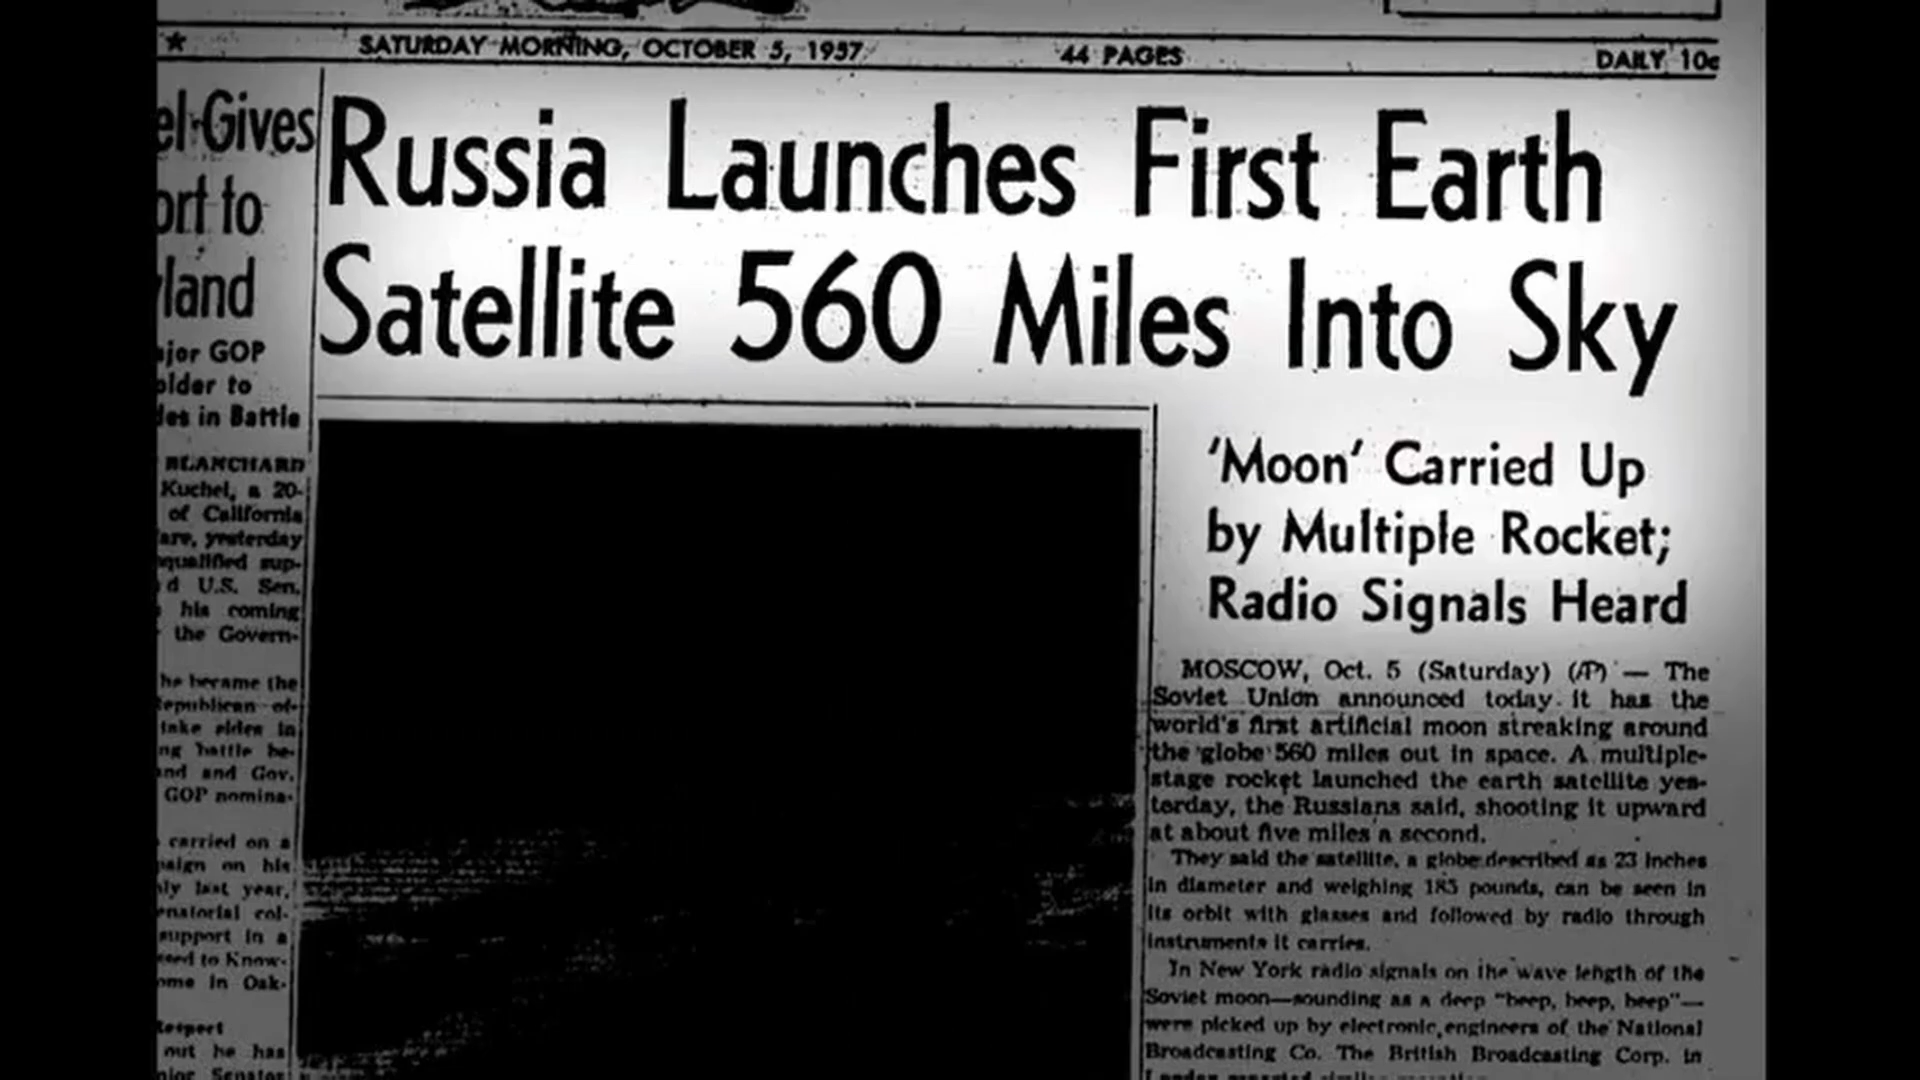 SATURDAY MORNING, OCTOBER 5, 1957
44 PAGES
DAILY 10c
el Gives
ort to
land
ajor GOP
older to
des in Battle
BLANCHARD
Kuchel, a 20-
of California
are, yesterday
qualified sup-
d U.S. Sen.
his coming
the Govern-
he became the
Republican of-
take sides in
ng battle be-
and and Gov.
GOP nomina-
carried on a
paign on his
ly last year,
enatorial col-
support in a
to Know-
ome in Oak-
out he has
Senator
Russia Launches First Earth
Satellite 560 Miles Into Sky
'Moon' Carried Up
by Multiple Rocket;
Radio Signals Heard
MOSCOW, Oct. 5 (Saturday) (AP) — The
Soviet Union announced today it has the
world's first artificial moon streaking around
the globe 560 miles out in space. A multiple-
stage rocket launched the earth satellite yes-
terday, the Russians said, shooting it upward
at about five miles a second.
They said the satellite, a globe described as 23 inches
in diameter and weighing 185 pounds, can be seen in
its orbit with glasses and followed by radio through
instruments it carries.
In New York radio signals on the wave length of the
Soviet moon—sounding as a deep "beep, beep, beep"—
were picked up by electronic engineers of the National
Broadcasting Co. The British Broadcasting Corp. in